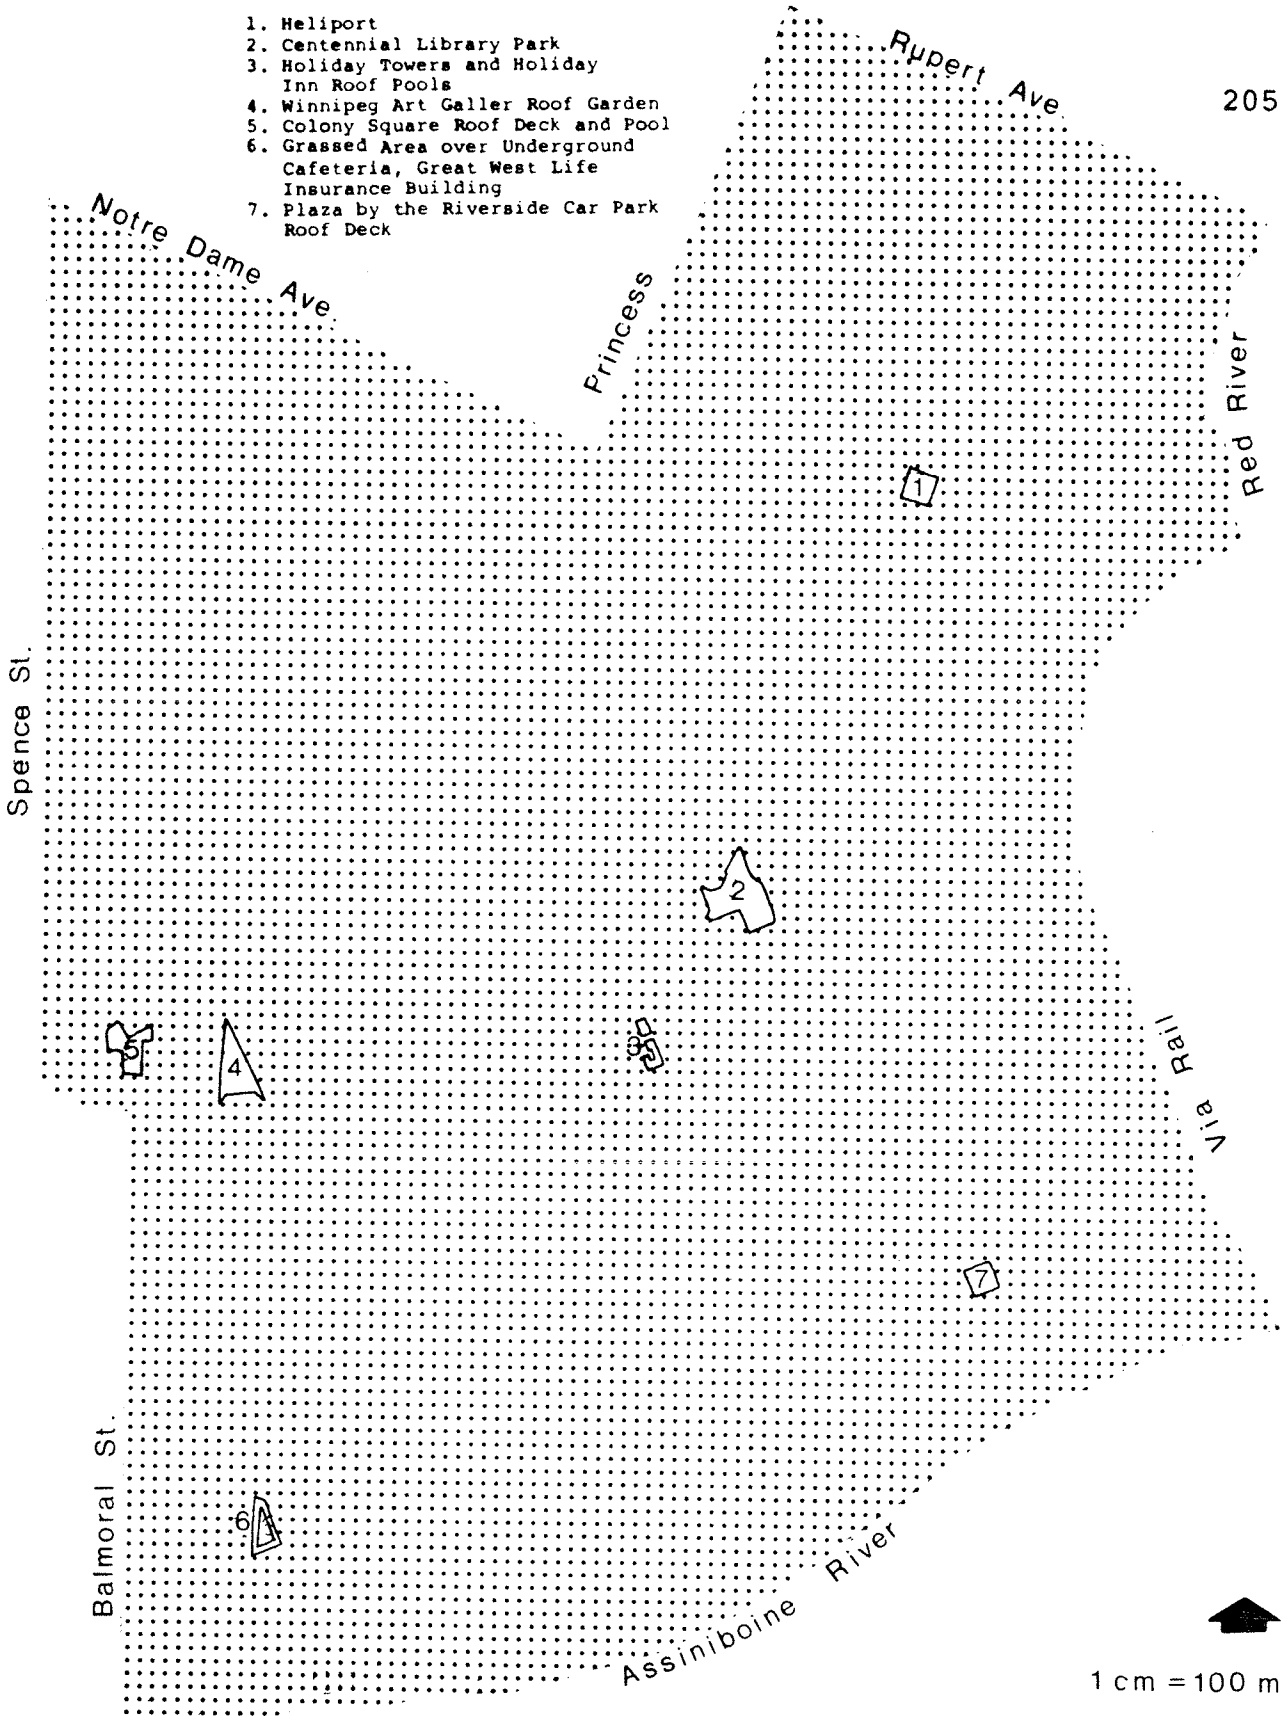 1. Heliport
2. Centennial Library Park
3. Holiday Towers and Holiday
Inn Roof Pools
4. Winnipeg Art Galler Roof Garden
5. Colony Square Roof Deck and Pool
6. Grassed Area over Underground
Cafeteria, Great West Life
Insurance Building
7. Plaza by the Riverside Car Park
Roof Deck
205
Rupert Ave
Notre Dame Ave
Princess
Red River
1
Spence St.
2
5
4
3
Via Rail
7
Balmoral St.
6
Assiniboine River
1 cm = 100 m